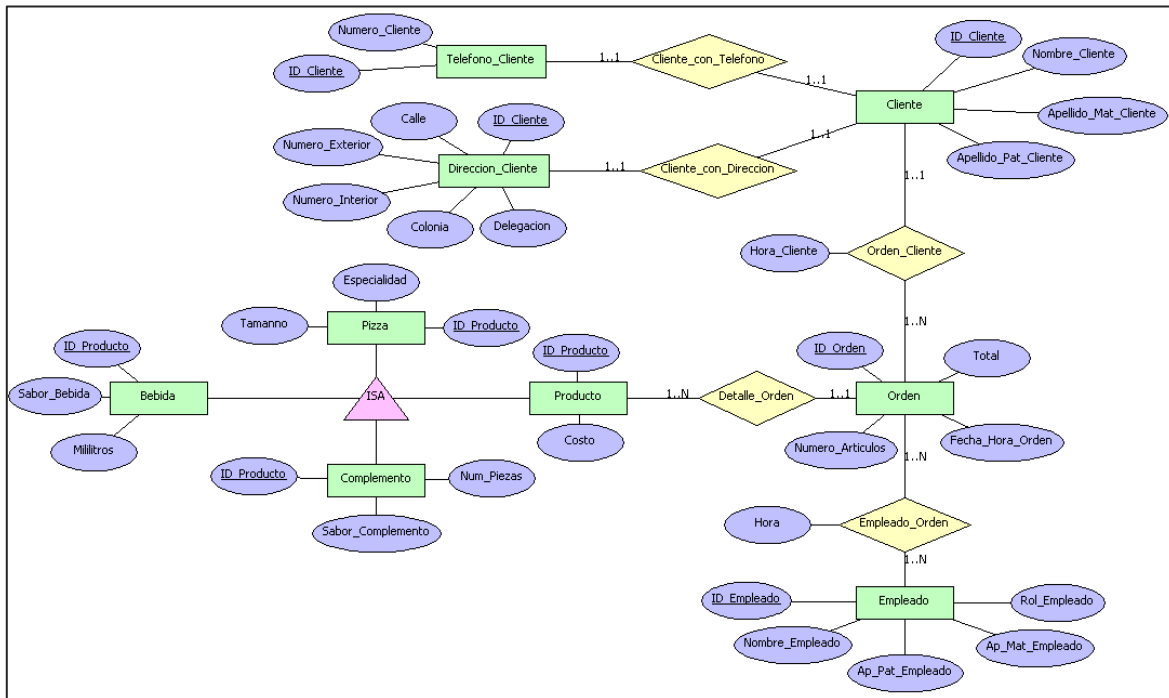 Numero_Cliente
ID_Cliente
Telefono_Cliente
1..1
Cliente_con_Telefono
1..1
ID_Cliente
Nombre_Cliente
Cliente
Apellido_Mat_Cliente
Apellido_Pat_Cliente
Calle
ID_Cliente
Numero_Exterior
Direccion_Cliente
1..1
Cliente_con_Direccion
1..1
Numero_Interior
Colonia
Delegacion
1..1
Hora_Cliente
Orden_Cliente
1..N
Especialidad
Tamanno
Pizza
ID_Producto
ID_Producto
Sabor_Bebida
Bebida
Mililitros
ISA
ID_Producto
Producto
Costo
1..N
Detalle_Orden
1..1
ID_Orden
Total
Orden
Numero_Articulos
Fecha_Hora_Orden
1..N
ID_Producto
Complemento
Num_Piezas
Sabor_Complemento
Hora
Empleado_Orden
1..N
ID_Empleado
Empleado
Rol_Empleado
Nombre_Empleado
Ap_Mat_Empleado
Ap_Pat_Empleado